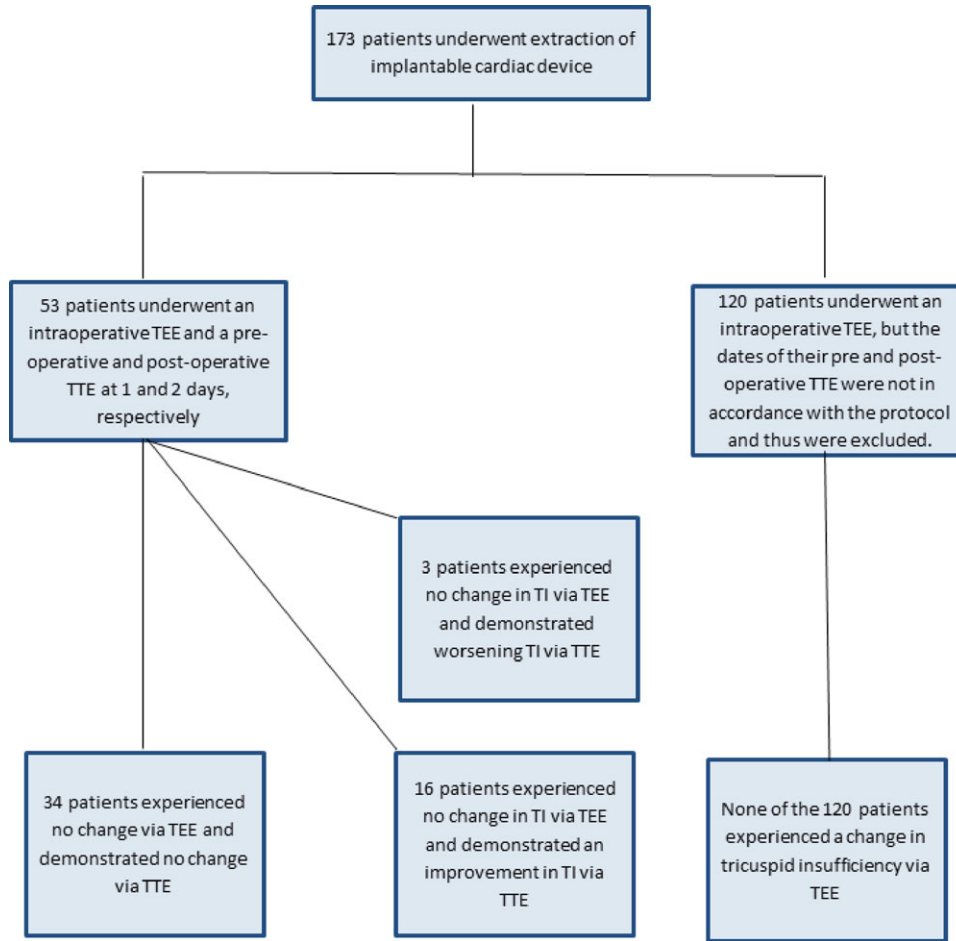 173 patients underwent extraction of
implantable cardiac device
53 patients underwent an
intraoperative TEE and a pre-
operative and post-operative
TTE at 1 and 2 days,
respectively
120 patients underwent an
intraoperative TEE, but the
dates of their pre and post-
operative TTE were not in
accordance with the protocol
and thus were excluded.
3 patients experienced
no change in TI via TEE
and demonstrated
worsening TI via TTE
34 patients experienced
no change via TEE and
demonstrated no change
via TTE
16 patients experienced
no change in TI via TEE
and demonstrated an
improvement in TI via
TTE
None of the 120 patients
experienced a change in
tricuspid insufficiency via
TEE